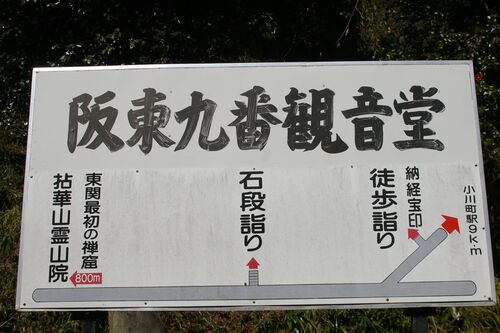 阪東九番観音堂
小川町駅9k.m
納経宝印
徒歩詣り
石段詣り
東関最初の禅窟
拈華山霊山院
800m